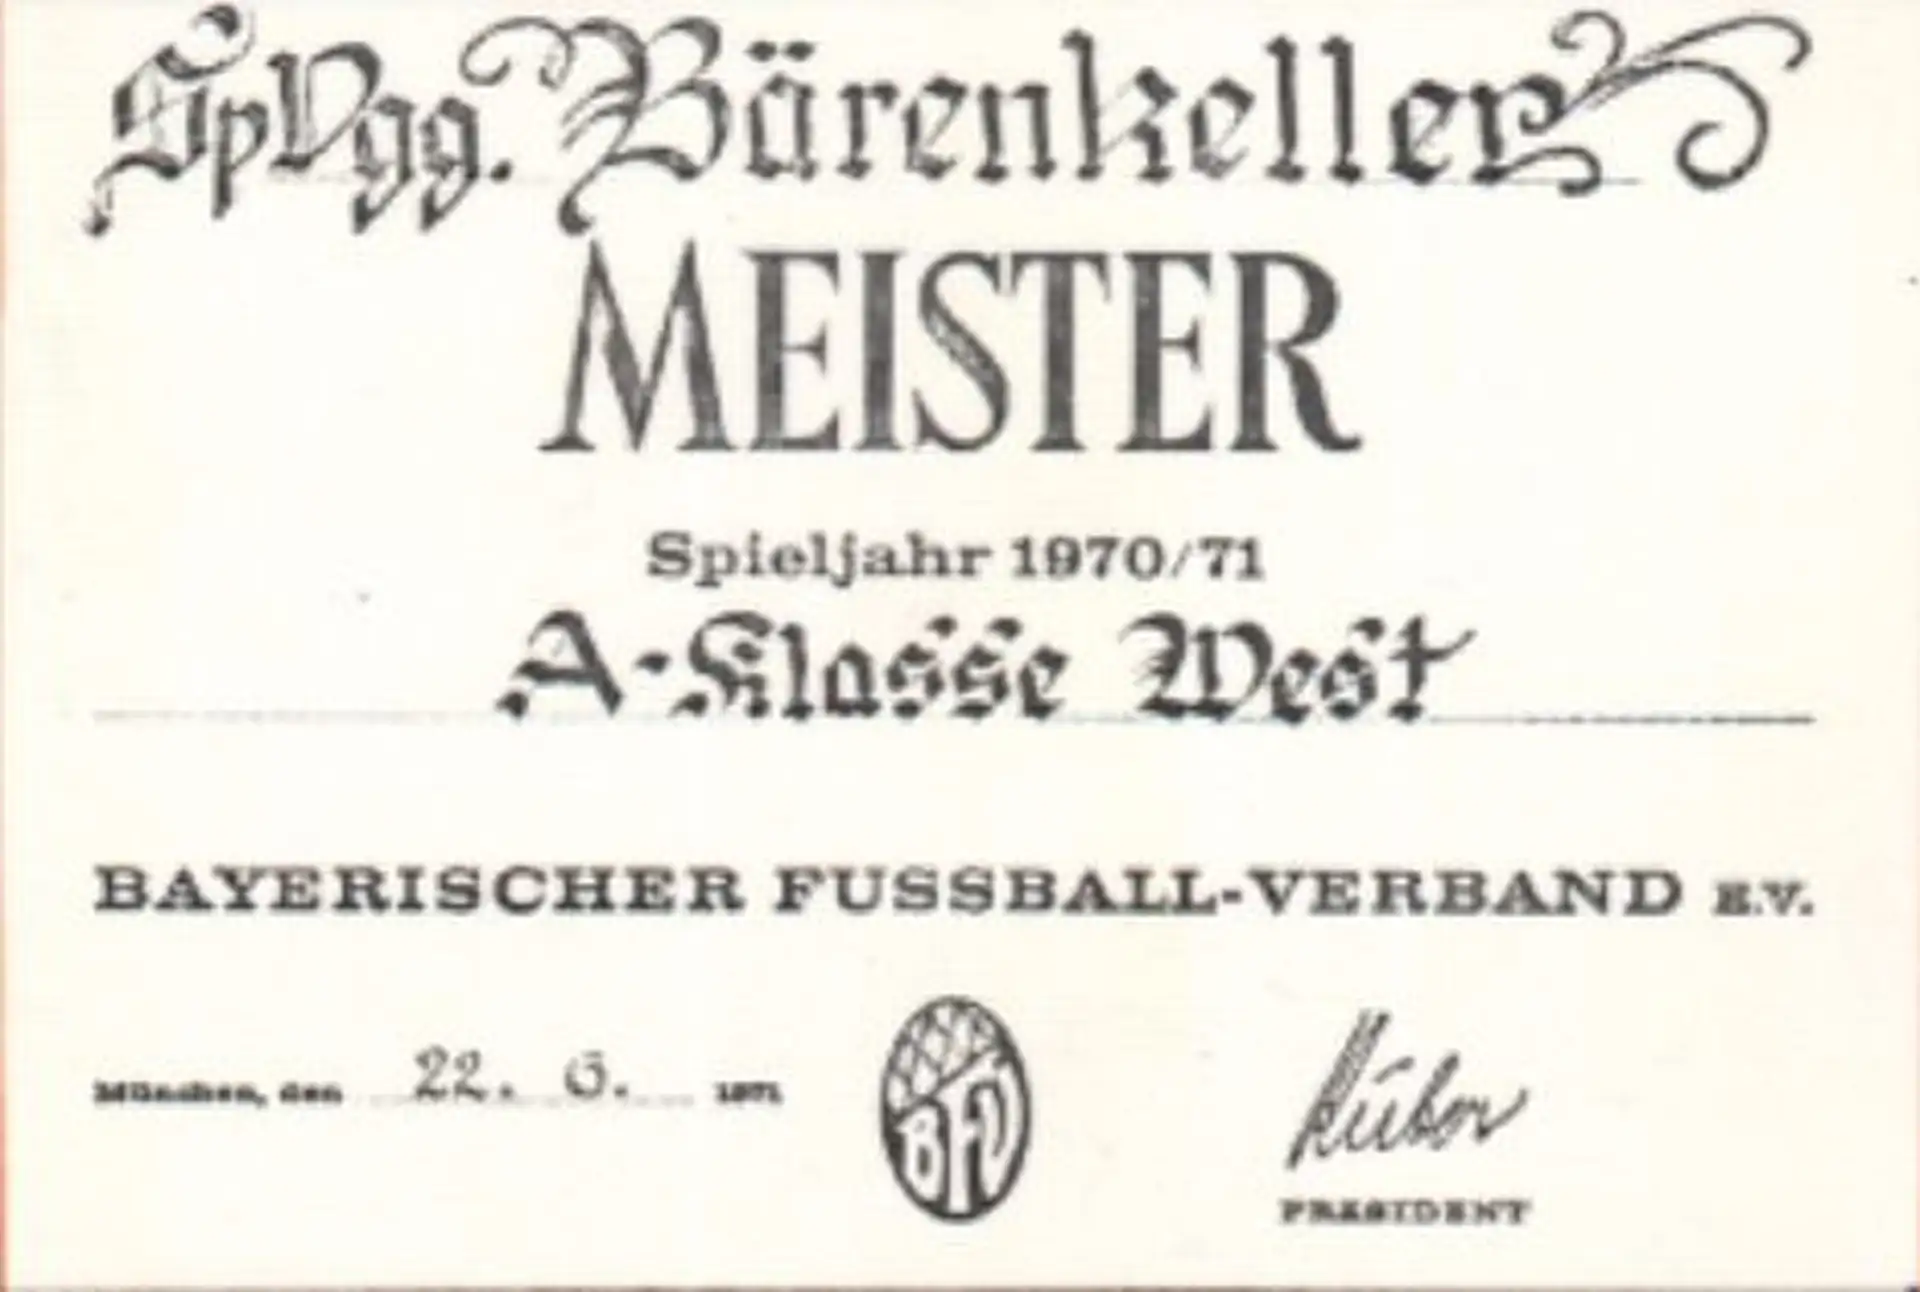 SpVgg. Bärenkeller
MEISTER
Spieljahr 1970/71
A-Klasse West
BAYERISCHER FUSSBALL-VERBAND E.V.
München, den 22. 6. 1971
BFV
PRÄSIDENT